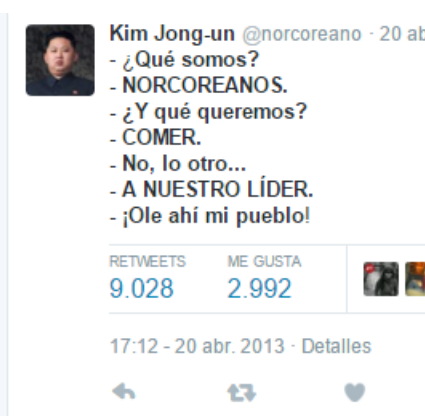 Kim Jong-un @norcoreano · 20 ab
- ¿Qué somos?
- NORCOREANOS.
- ¿Y qué queremos?
- COMER.
- No, lo otro...
- A NUESTRO LÍDER.
- ¡Ole ahí mi pueblo!
RETWEETS ME GUSTA
9.028 2.992
17:12 - 20 abr. 2013 · Detalles